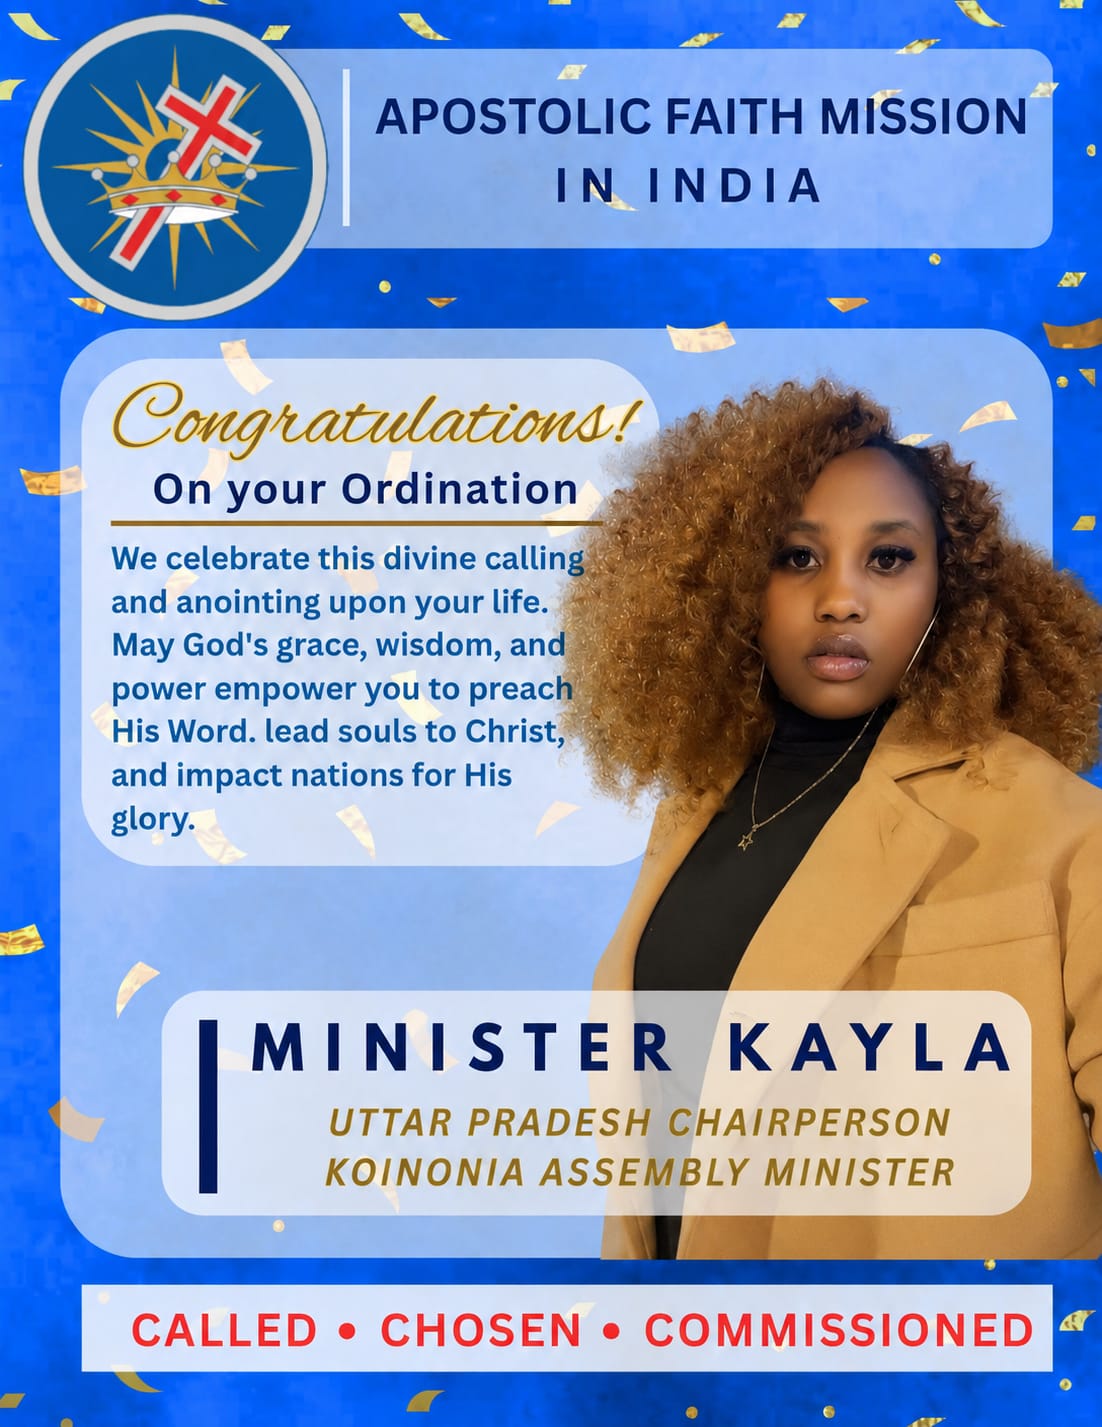 APOSTOLIC FAITH MISSION
IN INDIA
Congratulations!
On your Ordination
We celebrate this divine calling
and anointing upon your life.
May God's grace, wisdom, and
power empower you to preach
His Word. lead souls to Christ,
and impact nations for His
glory.
MINISTER KAYLA
UTTAR PRADESH CHAIRPERSON
KOINONIA ASSEMBLY MINISTER
CALLED • CHOSEN • COMMISSIONED